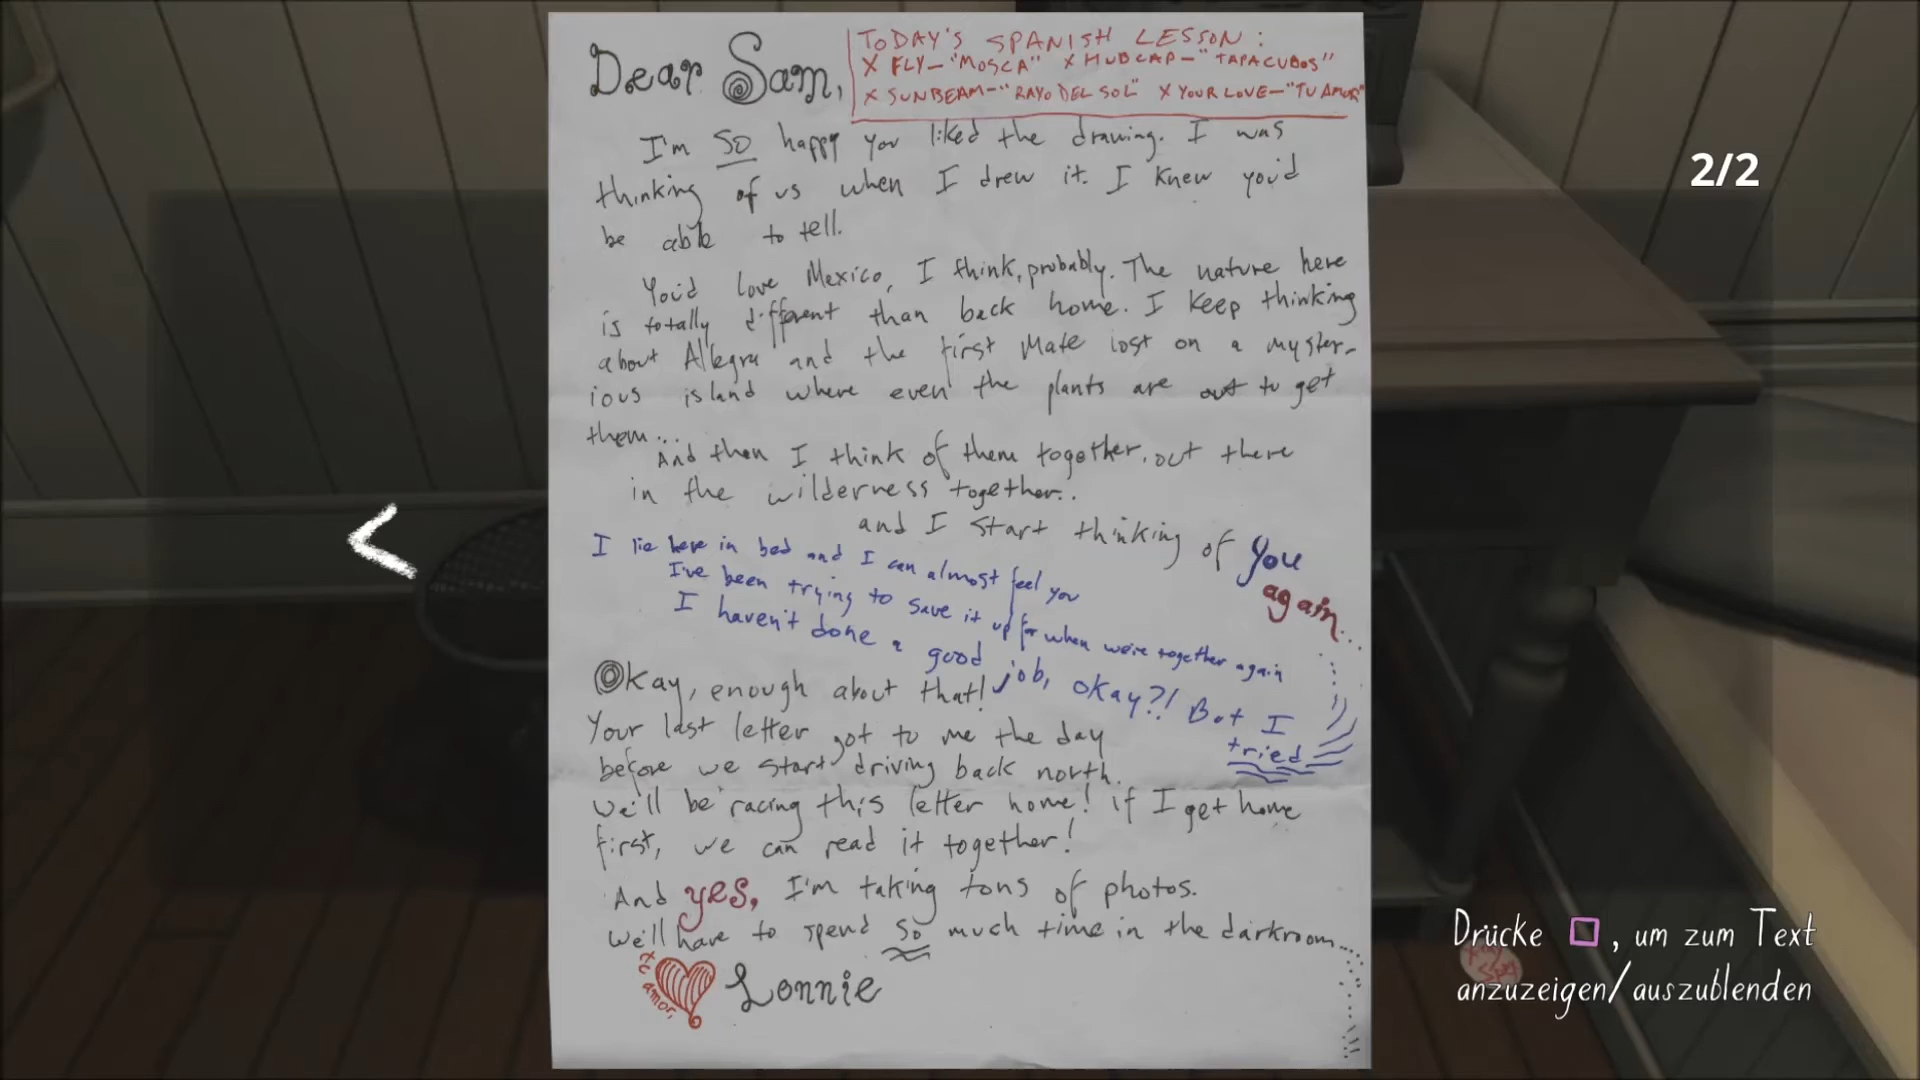 Dear Sam,
TODAY'S SPANISH LESSON:
X FLY-"MOSCA" X HUBCAP-"TAPACUBOS"
X SUNBEAM-"RAYO DEL SOL" X YOUR LOVE-"TU AMOR"
I'm SO happy you liked the drawing. I was
thinking of us when I drew it. I knew you'd
be able to tell.
You'd love Mexico, I think, probably. The nature here
is totally different than back home. I keep thinking
about Allegra and the first Mate lost on a myster-
ious island where even the plants are out to get
them...
And then I think of them together, out there
in the wilderness together...
and I start thinking of you
again...
I lie here in bed and I can almost feel you
I've been trying to save it up for when we're together again
I haven't done a good job, okay?! But I
tried
Okay, enough about that!
Your last letter got to me the day
before we start driving back north.
We'll be racing this letter home! if I get home
first, we can read it together!
And yes, I'm taking tons of photos.
We'll have to spend so much time in the darkroom...
te amor,
Lonnie
2/2
Drücke , um zum Text
anzuzeigen/auszublenden